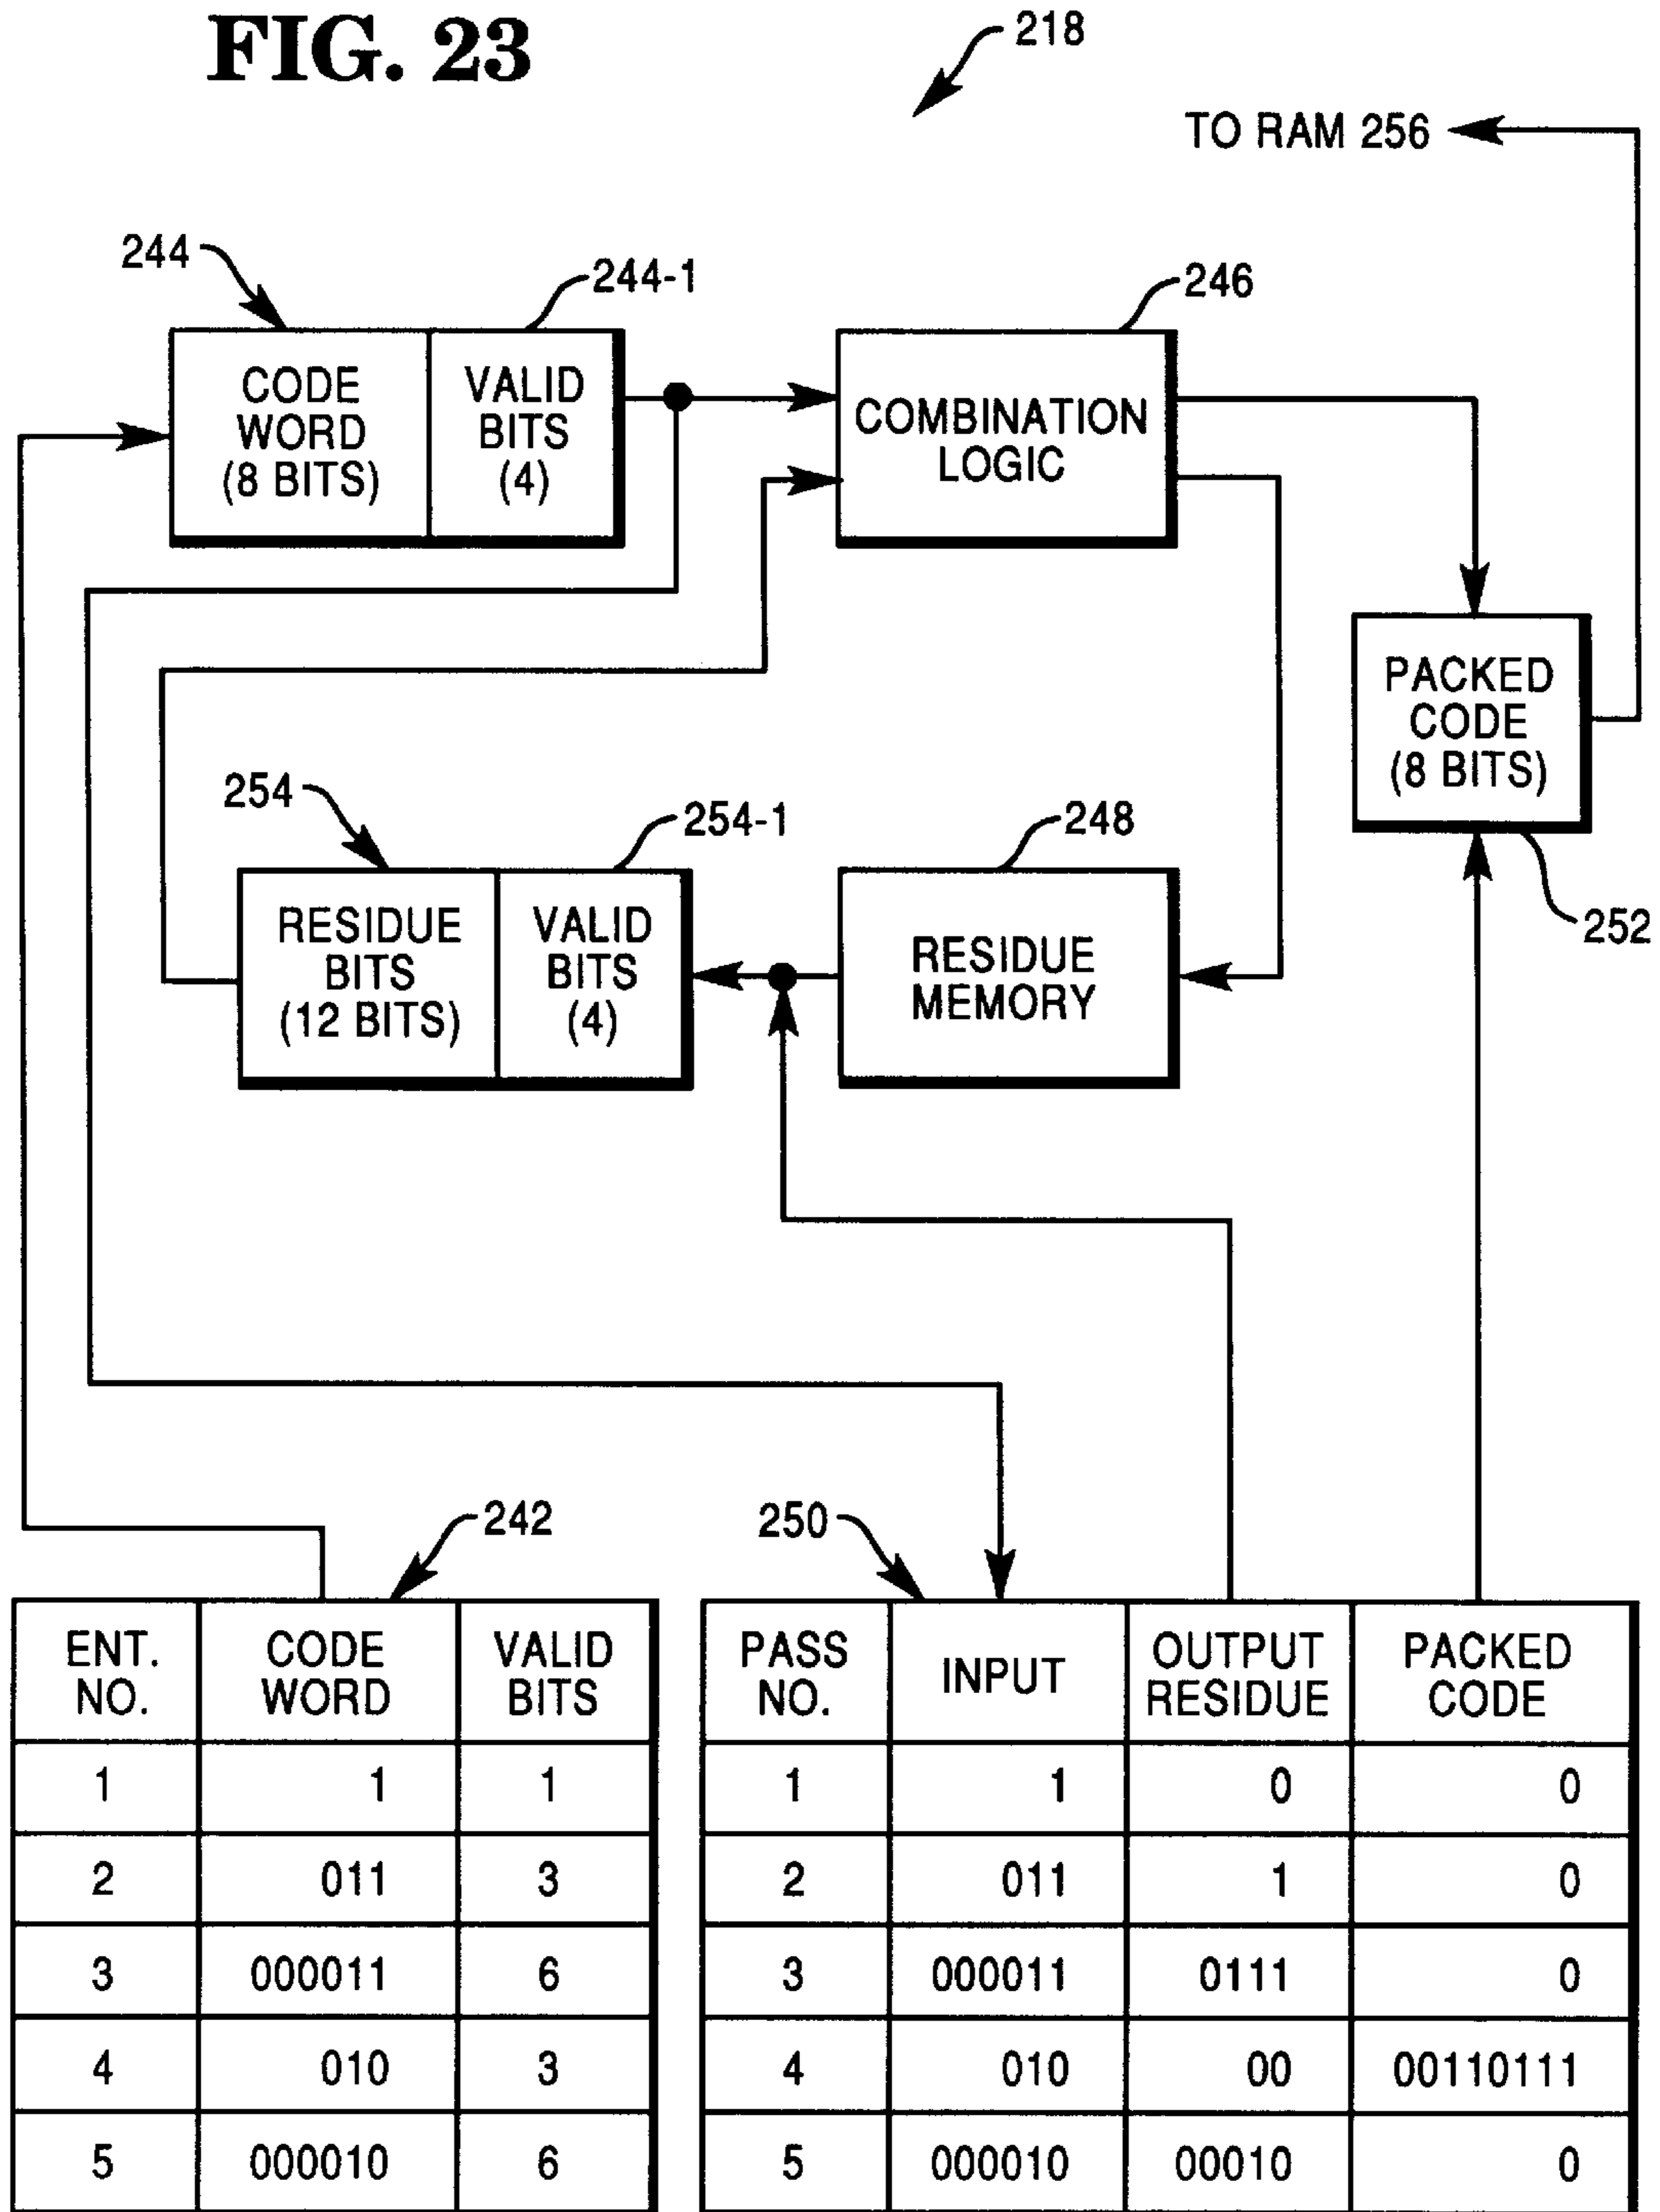 FIG. 23
218
TO RAM 256
244
244-1
246
CODE
WORD
(8 BITS)
VALID
BITS
(4)
COMBINATION
LOGIC
PACKED
CODE
(8 BITS)
252
254
254-1
248
RESIDUE
BITS
(12 BITS)
VALID
BITS
(4)
RESIDUE
MEMORY
242
ENT. NO. CODE WORD VALID BITS
1 1 1
2 011 3
3 000011 6
4 010 3
5 000010 6
250
PASS NO. INPUT OUTPUT RESIDUE PACKED CODE
1 1 0 0
2 011 1 0
3 000011 0111 0
4 010 00 00110111
5 000010 00010 0